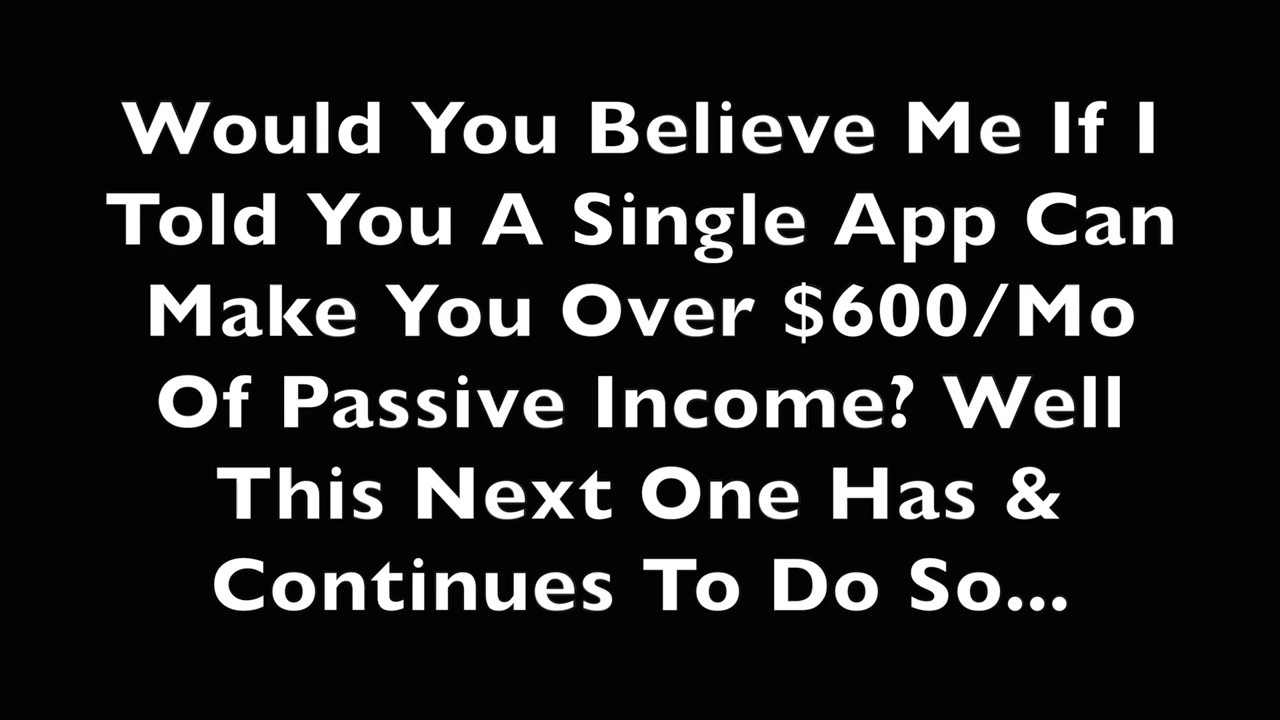 Would You Believe Me If I
Told You A Single App Can
Make You Over $600/Mo
Of Passive Income? Well
This Next One Has &
Continues To Do So...